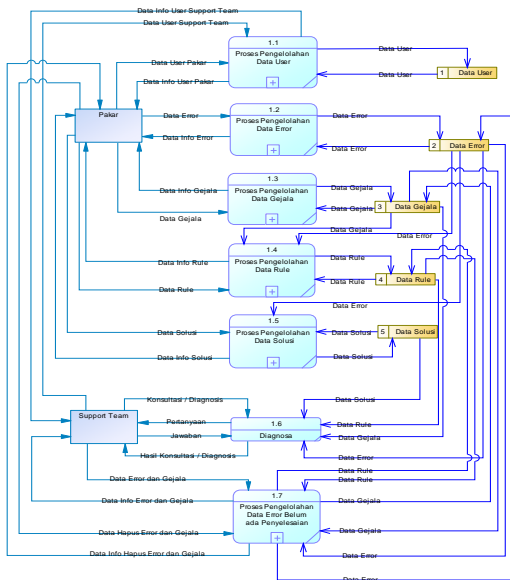 Data Info User Support Team
Data User Support Team
1.1
Proses Pengelolahan
Data User
Data User
Data User Pakar
Data User
1 Data User
Data Info User Pakar
Pakar
1.2
Proses Pengelolahan
Data Error
Data Error
Data Error
Data Info Error
Data Error
2 Data Error
1.3
Proses Pengelolahan
Data Gejala
Data Info Gejala
Data Gejala
Data Gejala
Data Gejala
3 Data Gejala
Data Gejala
Data Error
1.4
Proses Pengelolahan
Data Rule
Data Info Rule
Data Rule
Data Rule
Data Rule
4 Data Rule
Data Error
1.5
Proses Pengelolahan
Data Solusi
Data Solusi
Data Info Solusi
Data Solusi
5 Data Solusi
Data Solusi
Konsultasi / Diagnosis
Data Solusi
Support Team
Pertanyaan
1.6
Diagnosa
Data Rule
Jawaban
Data Gejala
Hasil Konsultasi / Diagnosis
Data Error
Data Rule
Data Error dan Gejala
Data Rule
1.7
Proses Pengelolahan
Data Error Belum
ada Penyelesaian
Data Info Error dan Gejala
Data Gejala
Data Hapus Error dan Gejala
Data Gejala
Data Info Hapus Error dan Gejala
Data Error
Data Error